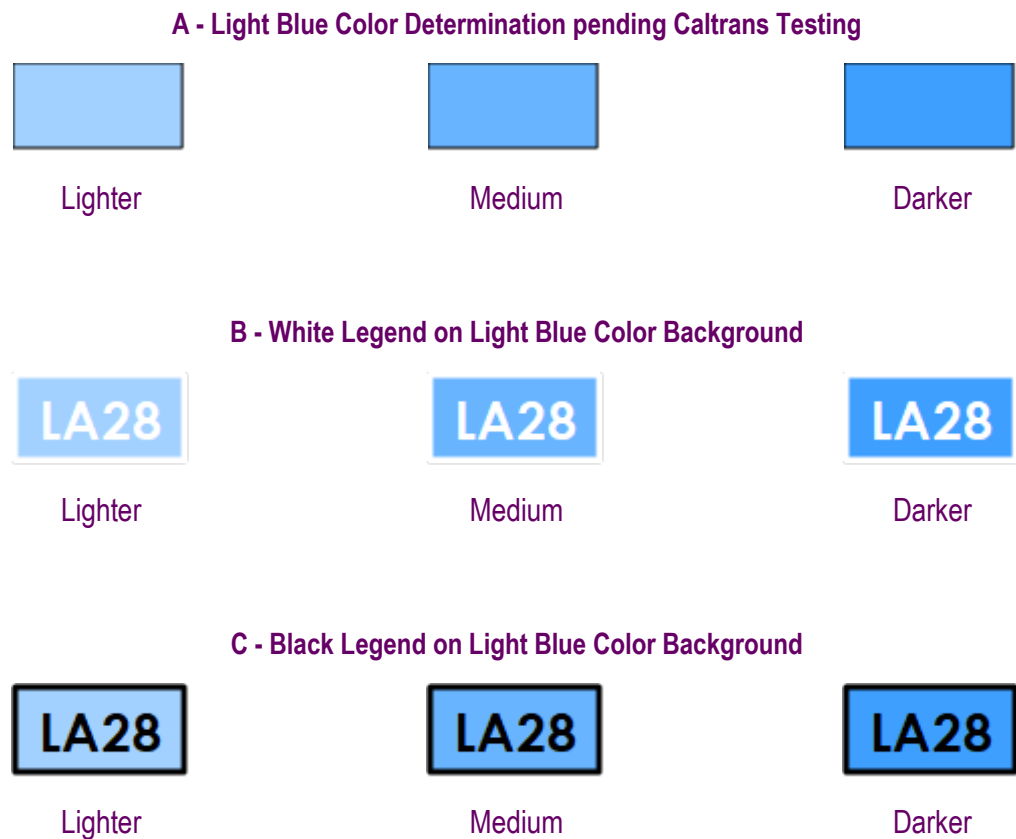 A - Light Blue Color Determination pending Caltrans Testing
Lighter Medium Darker
B - White Legend on Light Blue Color Background
LA28 LA28 LA28
Lighter Medium Darker
C - Black Legend on Light Blue Color Background
LA28 LA28 LA28
Lighter Medium Darker